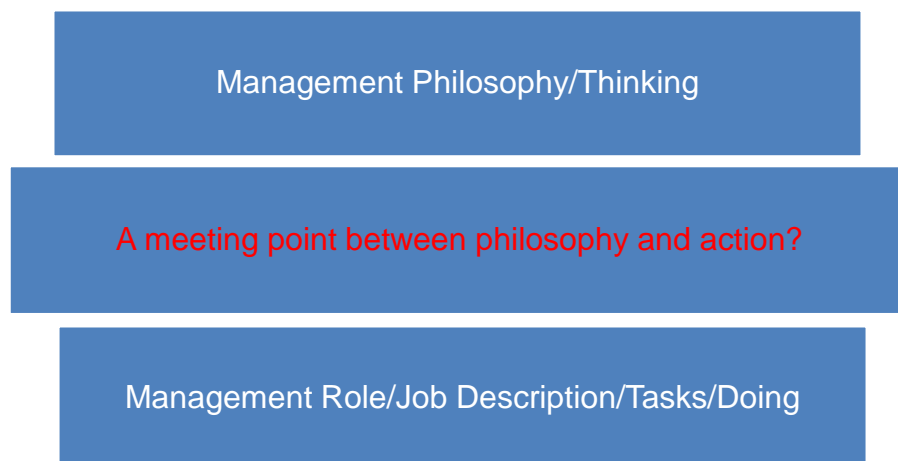 Management Philosophy/Thinking
A meeting point between philosophy and action?
Management Role/Job Description/Tasks/Doing